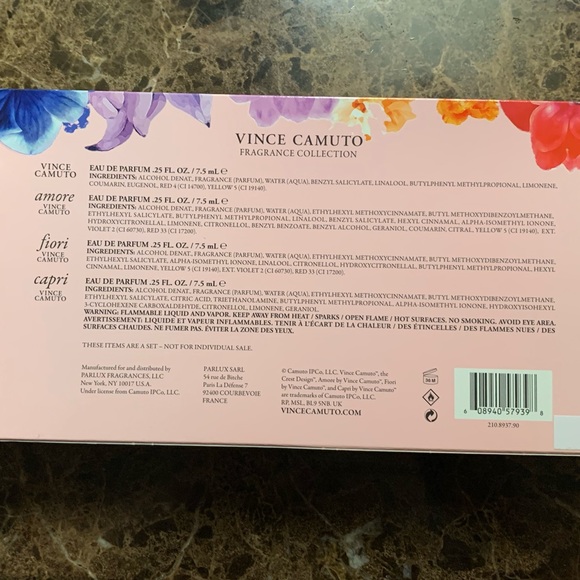 VINCE CAMUTO
FRAGRANCE COLLECTION
VINCE
CAMUTO
EAU DE PARFUM .25 FL. OZ. / 7.5 mL ℮
INGREDIENTS: ALCOHOL DENAT., FRAGRANCE (PARFUM), WATER (AQUA), BENZYL SALICYLATE, LINALOOL, BUTYLPHENYL METHYLPROPIONAL, LIMONENE,
COUMARIN, EUGENOL, RED 4 (CI 14700), YELLOW 5 (CI 19140).
amore
VINCE
CAMUTO
EAU DE PARFUM .25 FL. OZ. / 7.5 mL ℮
INGREDIENTS: ALCOHOL DENAT, FRAGRANCE (PARFUM), WATER (AQUA), ETHYLHEXYL METHOXYCINNAMATE, BUTYL METHOXYDIBENZOYLMETHANE,
ETHYLHEXYL SALICYLATE, BUTYLPHENYL METHYLPROPIONAL, LINALOOL, BENZYL SALICYLATE, HEXYL CINNAMAL, ALPHA-ISOMETHYL IONONE,
HYDROXYCITRONELLAL, LIMONENE, CITRONELLOL, BENZYL BENZOATE, BENZYL ALCOHOL, GERANIOL, COUMARIN, CITRAL, YELLOW 5 (CI 19140), EXT.
VIOLET 2 (CI 60730), RED 33 (CI 17200).
fiori
VINCE
CAMUTO
EAU DE PARFUM .25 FL. OZ. / 7.5 mL ℮
INGREDIENTS: ALCOHOL DENAT, FRAGRANCE (PARFUM), WATER (AQUA), ETHYLHEXYL METHOXYCINNAMATE, BUTYL METHOXYDIBENZOYLMETHANE,
ETHYLHEXYL SALICYLATE, ALPHA-ISOMETHYL IONONE, LINALOOL, CITRONELLOL, HYDROXYCITRONELLAL, BUTYLPHENYL METHYLPROPIONAL, HEXYL
CINNAMAL, LIMONENE, YELLOW 5 (CI 19140), EXT. VIOLET 2 (CI 60730), RED 33 (CI 17200).
capri
VINCE
CAMUTO
EAU DE PARFUM .25 FL. OZ. / 7.5 mL ℮
INGREDIENTS: ALCOHOL DENAT, FRAGRANCE (PARFUM), WATER (AQUA), ETHYLHEXYL METHOXYCINNAMATE, BUTYL METHOXYDIBENZOYLMETHANE,
ETHYLHEXYL SALICYLATE, CITRIC ACID, TRIETHANOLAMINE, BUTYLPHENYL METHYLPROPIONAL, ALPHA ISOMETHYL IONONE, HYDROXYISOHEXYL
3-CYCLOHEXENE CARBOXALDEHYDE, CITRONELLOL, LIMONENE, GERANIOL.
WARNING: FLAMMABLE LIQUID AND VAPOR. KEEP AWAY FROM HEAT / SPARKS / OPEN FLAME / HOT SURFACES. NO SMOKING. AVOID EYE AREA.
AVERTISSEMENT: LIQUIDE ET VAPEUR INFLAMMABLES. TENIR À L'ÉCART DE LA CHALEUR / DES ÉTINCELLES / DES FLAMMES NUES / DES
SURFACES CHAUDES. NE FUMER PAS. ÉVITER LA ZONE DES YEUX.
THESE ITEMS ARE A SET – NOT FOR INDIVIDUAL SALE.
Manufactured for and distributed by
PARLUX FRAGRANCES, LLC
New York, NY 10017 U.S.A.
Under license from Camuto IPCo, LLC.
PARLUX SARL
54 rue de Bitche
Paris La Défense 7
92400 COURBEVOIE
FRANCE
© Camuto IPCo, LLC. Vince Camuto®, the
Crest Design®, Amore by Vince Camuto®, Fiori
by Vince Camuto®, and Capri by Vince Camuto®
are trademarks of Camuto IPCo, LLC.
BP, MSL, BL9 5NB. UK
VINCECAMUTO.COM
6 08940 57939 8
210.8937.90